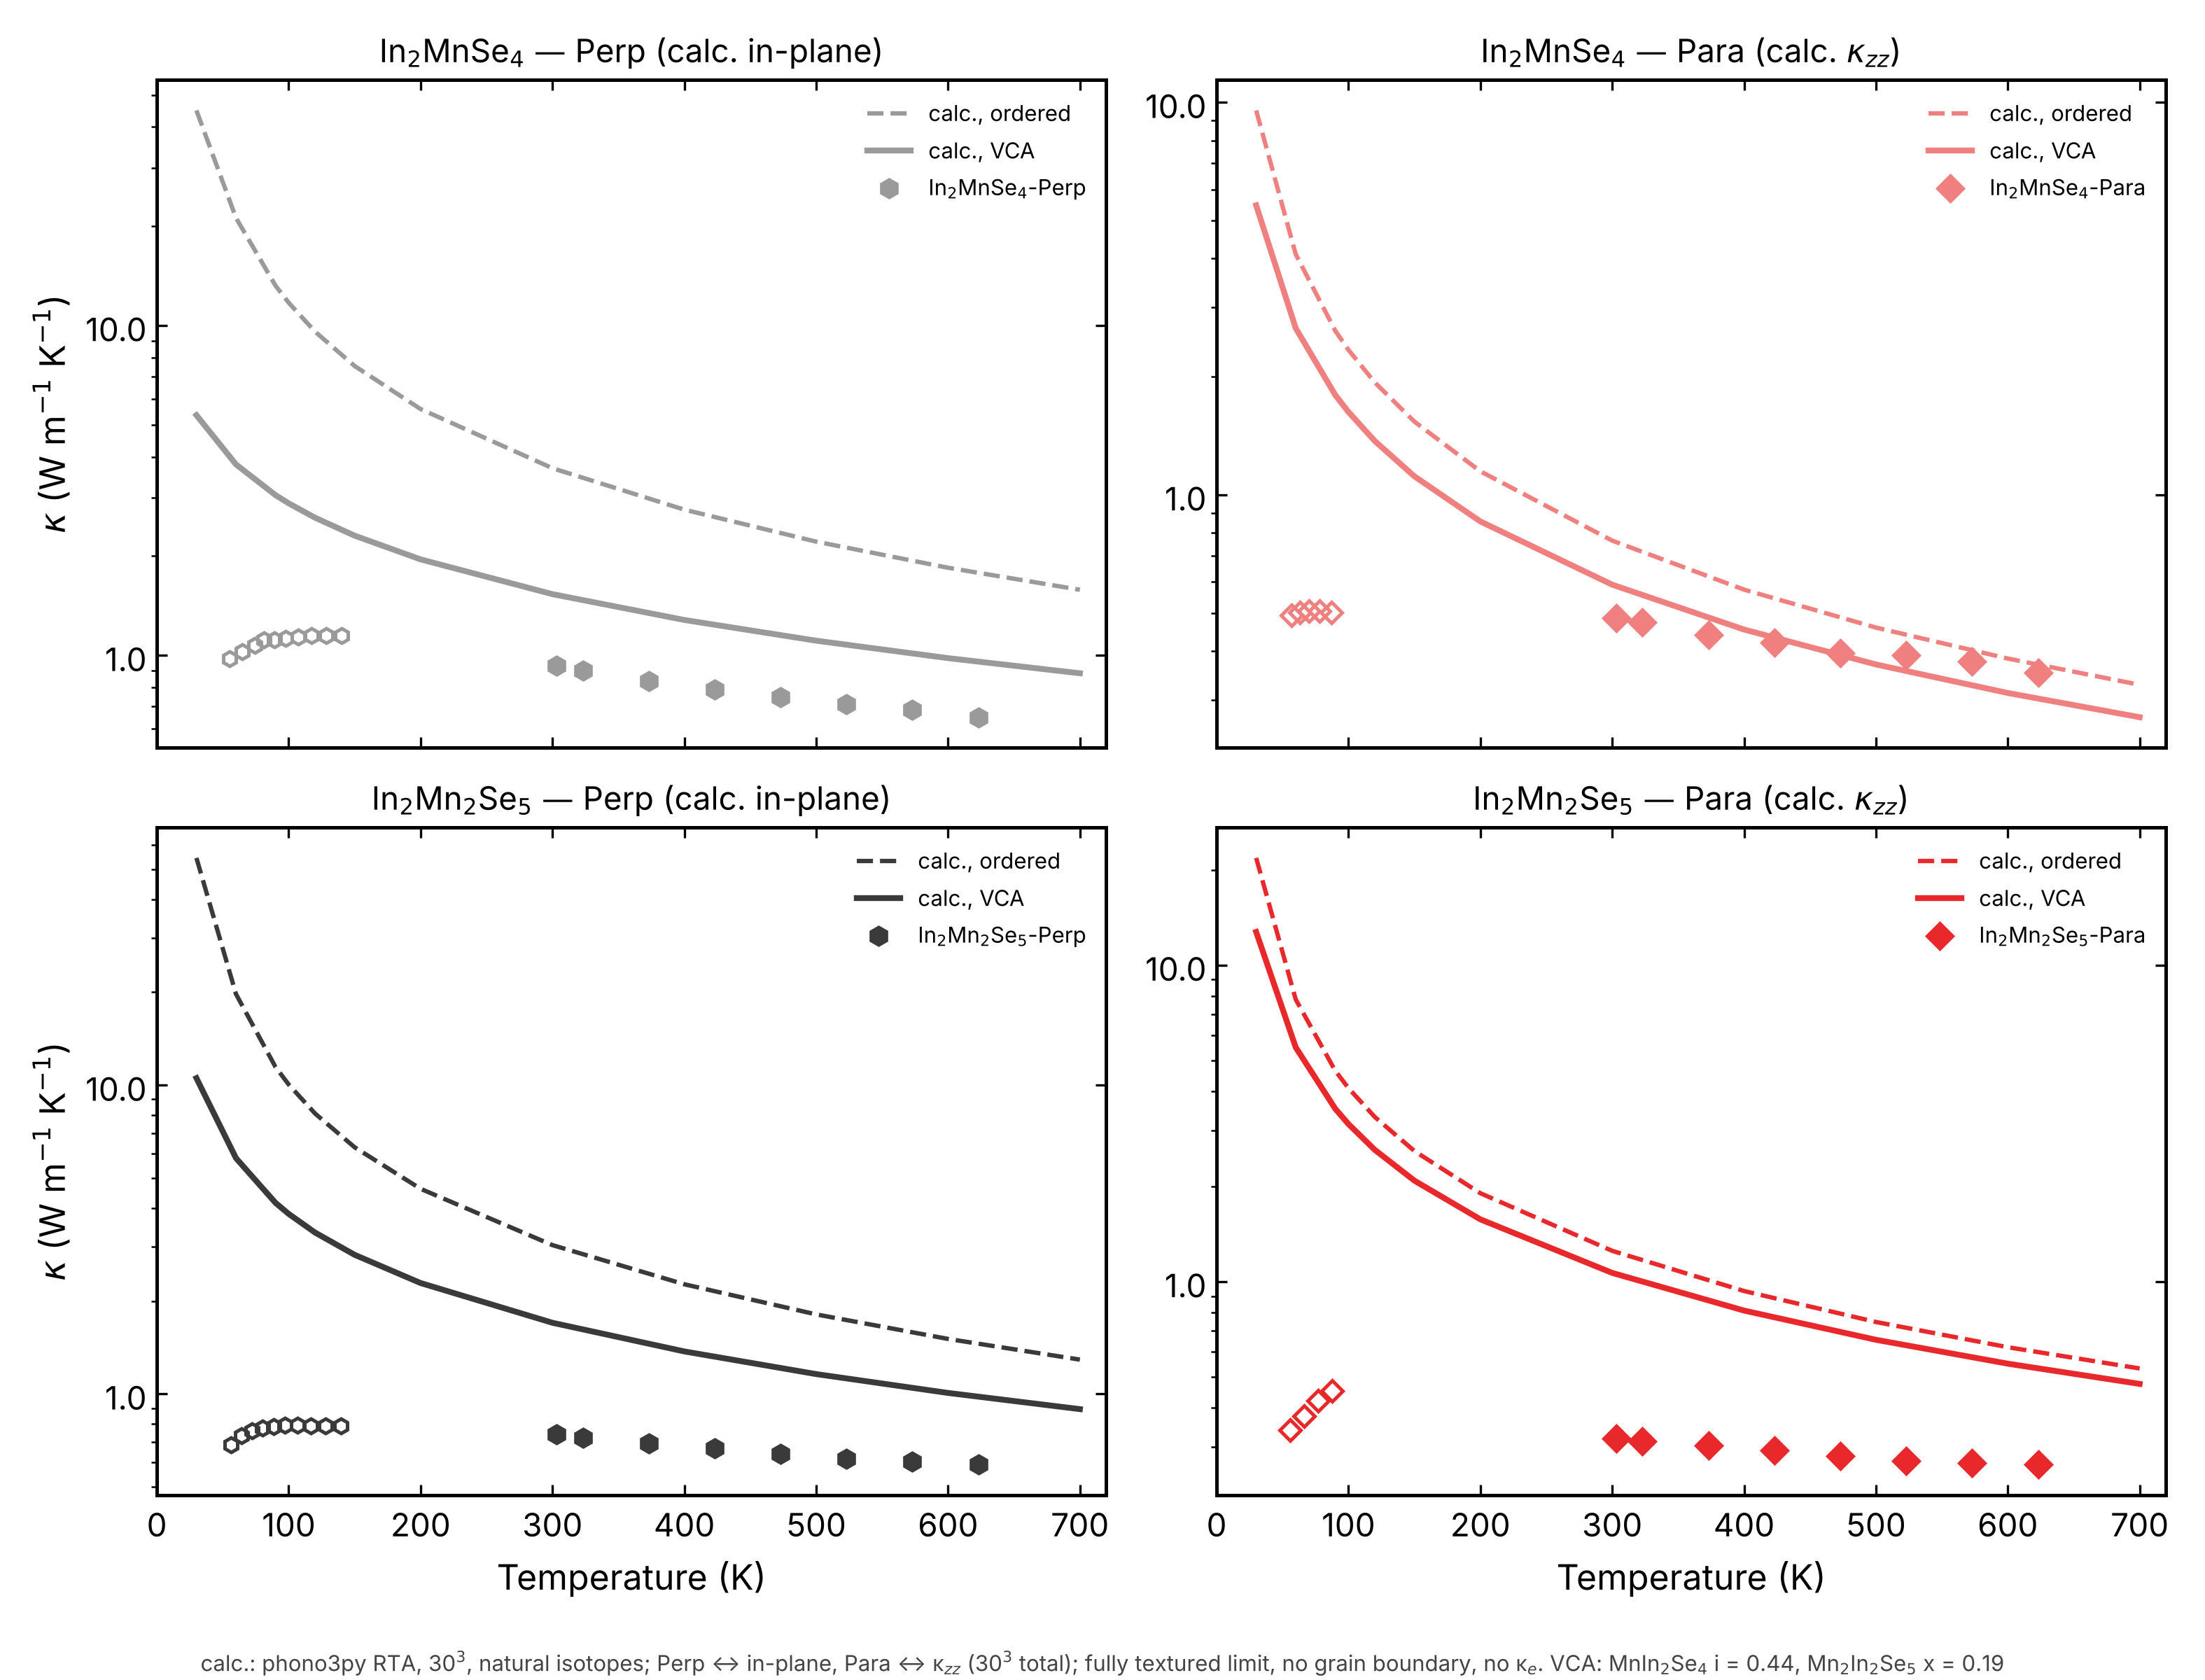 In₂MnSe₄ — Perp (calc. in-plane)
calc., ordered
calc., VCA
In₂MnSe₄-Perp
10.0
1.0
κ (W m⁻¹ K⁻¹)
In₂MnSe₄ — Para (calc. κzz)
calc., ordered
calc., VCA
In₂MnSe₄-Para
10.0
1.0
In₂Mn₂Se₅ — Perp (calc. in-plane)
calc., ordered
calc., VCA
In₂Mn₂Se₅-Perp
10.0
1.0
κ (W m⁻¹ K⁻¹)
0 100 200 300 400 500 600 700
Temperature (K)
In₂Mn₂Se₅ — Para (calc. κzz)
calc., ordered
calc., VCA
In₂Mn₂Se₅-Para
10.0
1.0
0 100 200 300 400 500 600 700
Temperature (K)
calc.: phono3py RTA, 30³, natural isotopes; Perp ↔ in-plane, Para ↔ κzz (30³ total); fully textured limit, no grain boundary, no κₑ. VCA: MnIn₂Se₄ i = 0.44, Mn₂In₂Se₅ x = 0.19